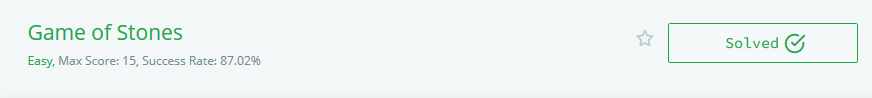 Game of Stones
Easy, Max Score: 15, Success Rate: 87.02%
Solved